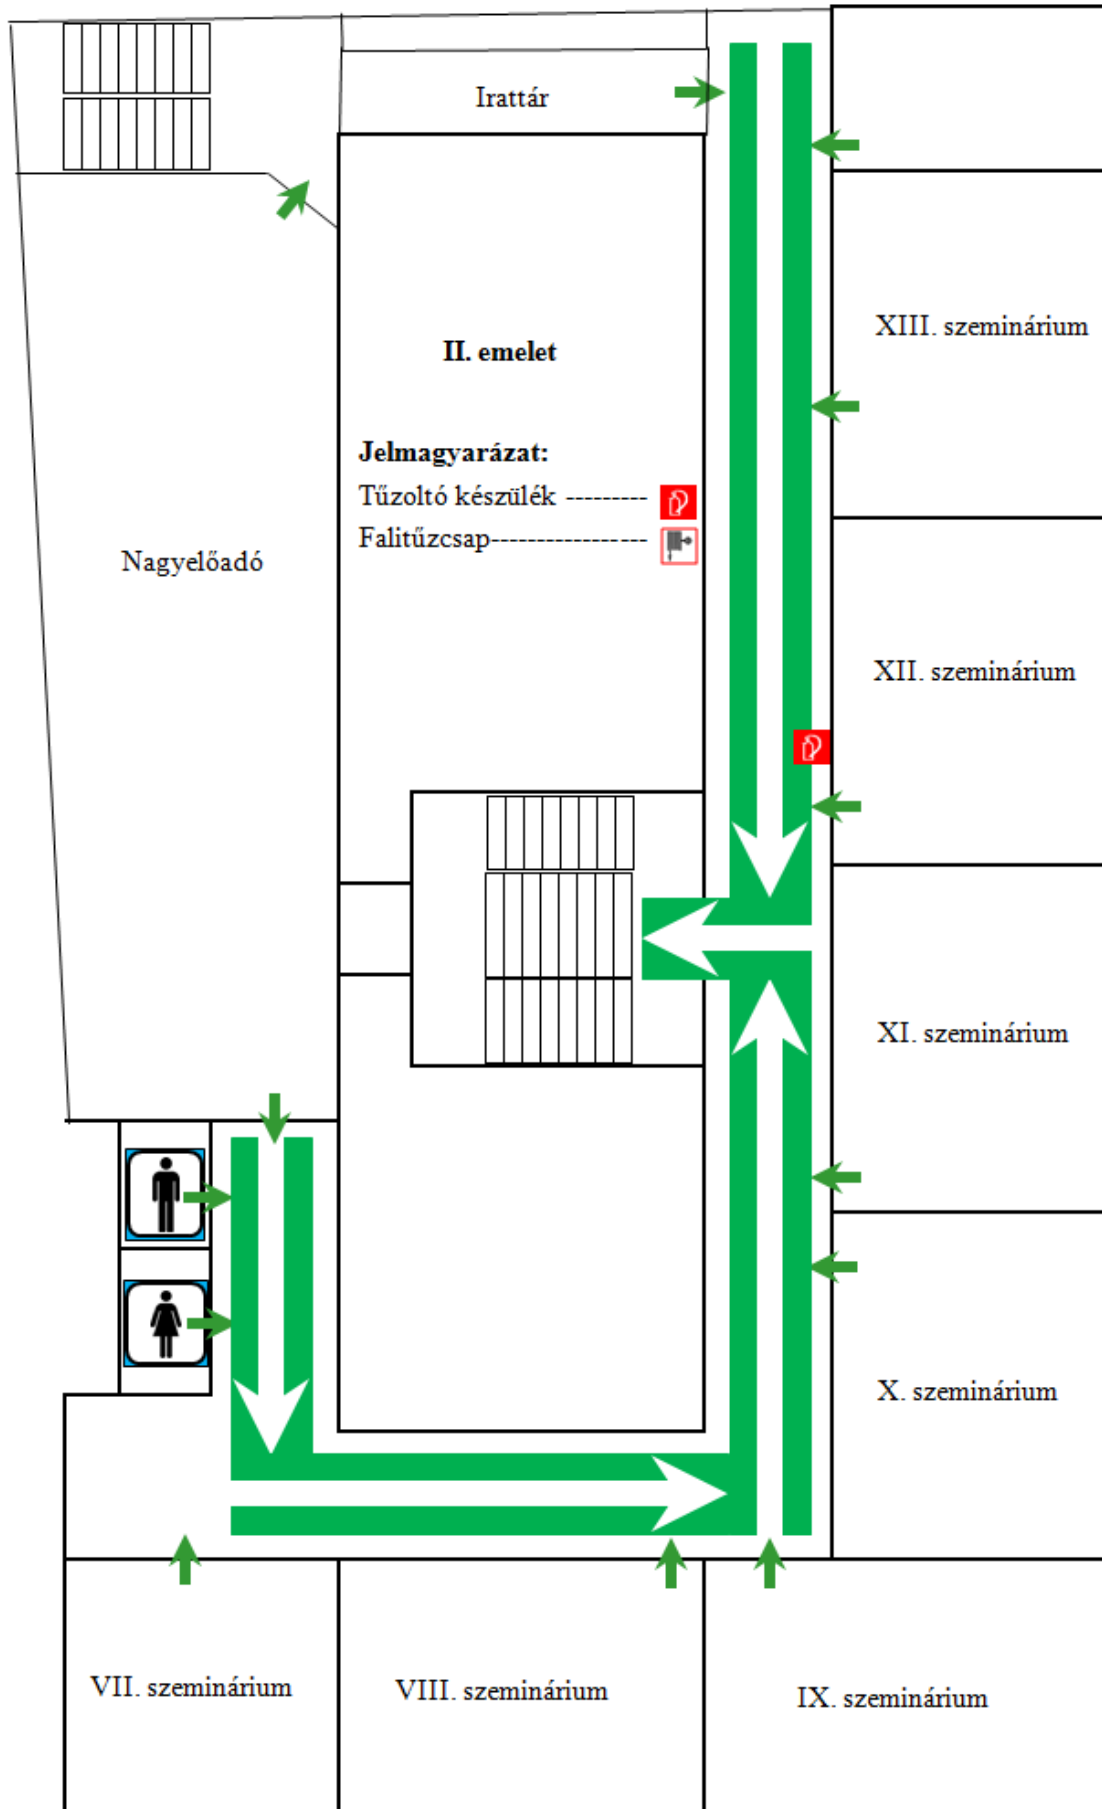 Irattár
XIII. szeminárium
II. emelet
Jelmagyarázat:
Tűzoltó készülék ---------
Falitűzcsap-----------------
Nagyelőadó
XII. szeminárium
XI. szeminárium
X. szeminárium
VII. szeminárium
VIII. szeminárium
IX. szeminárium